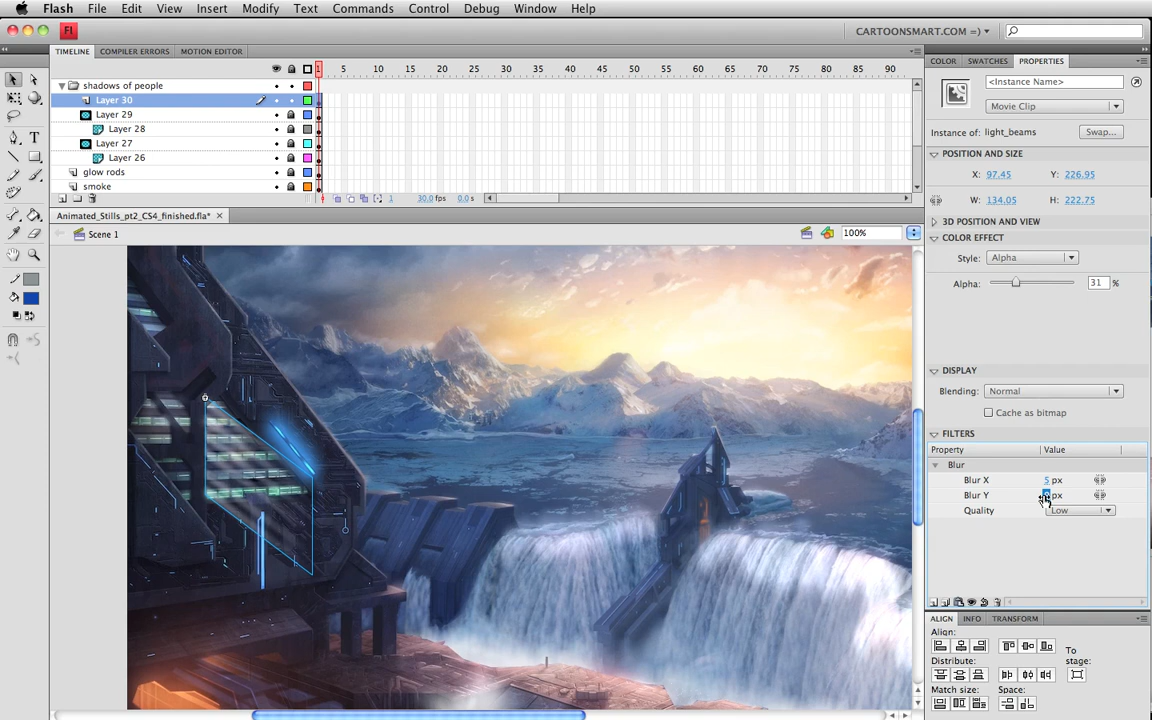 Flash File Edit View Insert Modify Text Commands Control Debug Window Help
Fl CARTOONSMART.COM =)
TIMELINE COMPILER ERRORS MOTION EDITOR
COLOR SWATCHES PROPERTIES
1 5 10 15 20 25 30 35 40 45 50 55 60 65 70 75 80 85 90
shadows of people
Layer 30
Layer 29
Layer 28
Layer 27
Layer 26
glow rods
smoke
1 30.0 fps 0.0 s
Animated_Stills_pt2_CS4_finished.fla*
Scene 1
100%
T
<Instance Name>
Movie Clip
Instance of: light_beams Swap...
POSITION AND SIZE
X: 97.45 Y: 226.95
W: 134.05 H: 222.75
3D POSITION AND VIEW
COLOR EFFECT
Style: Alpha
Alpha: 31 %
DISPLAY
Blending: Normal
Cache as bitmap
FILTERS
Property Value
Blur
Blur X 5 px
Blur Y px
Quality Low
ALIGN INFO TRANSFORM
Align:
To stage:
Distribute:
Match size: Space: